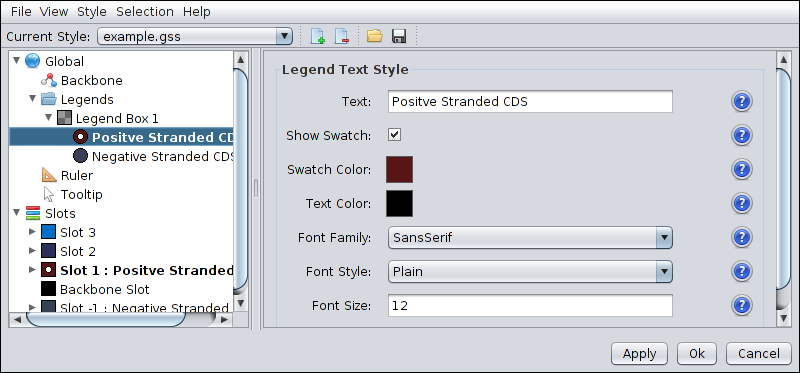 File View Style Selection Help
Current Style: example.gss
Global
Backbone
Legends
Legend Box 1
Positve Stranded CD
Negative Stranded CDS
Ruler
Tooltip
Slots
Slot 3
Slot 2
Slot 1 : Positve Stranded
Backbone Slot
Slot -1 : Negative Stranded
Legend Text Style
Text: Positve Stranded CDS ?
Show Swatch: ?
Swatch Color: ?
Text Color: ?
Font Family: SansSerif ?
Font Style: Plain ?
Font Size: 12 ?
Apply Ok Cancel